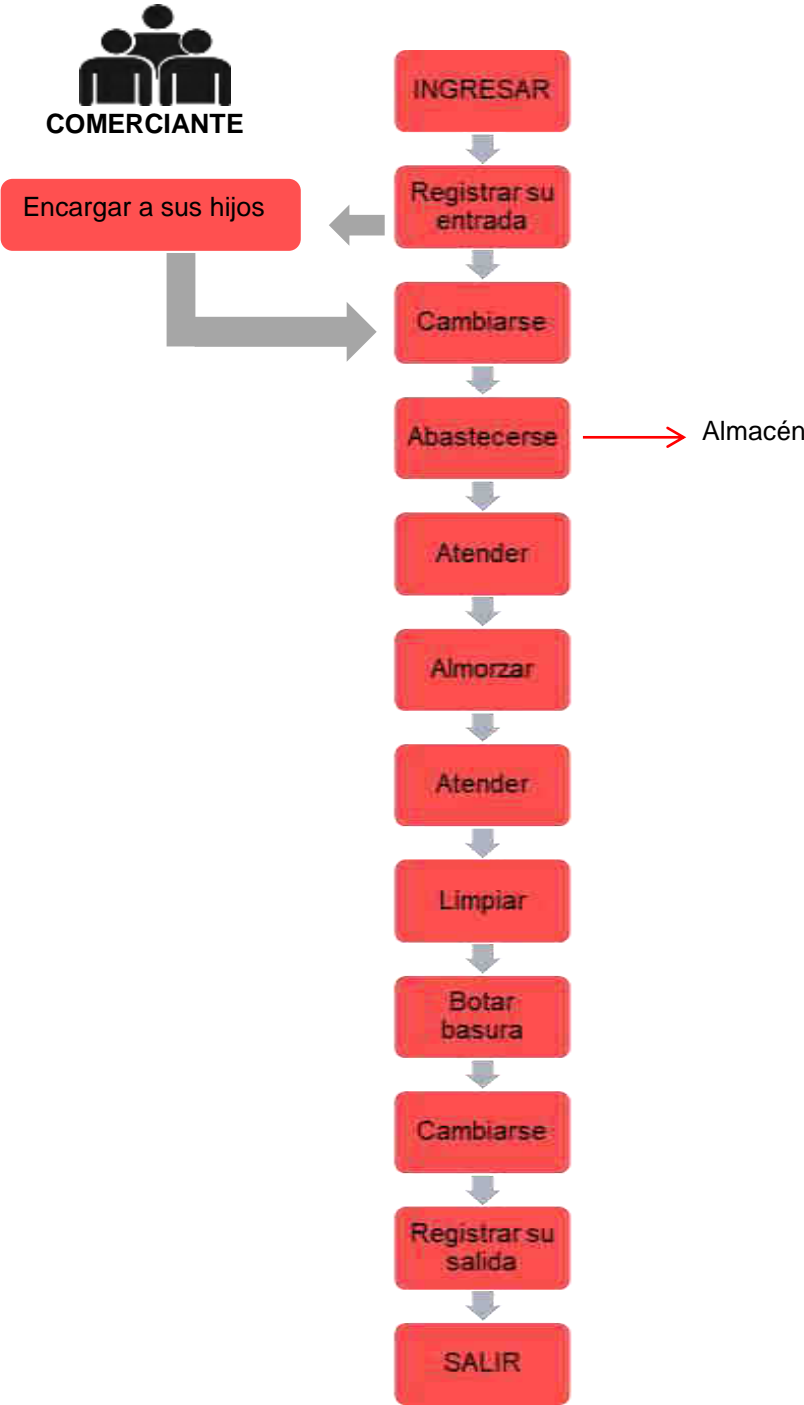 COMERCIANTE
INGRESAR
Registrar su
entrada
Encargar a sus hijos
Cambiarse
Abastecerse
Almacén
Atender
Almorzar
Atender
Limpiar
Botar
basura
Cambiarse
Registrar su
salida
SALIR